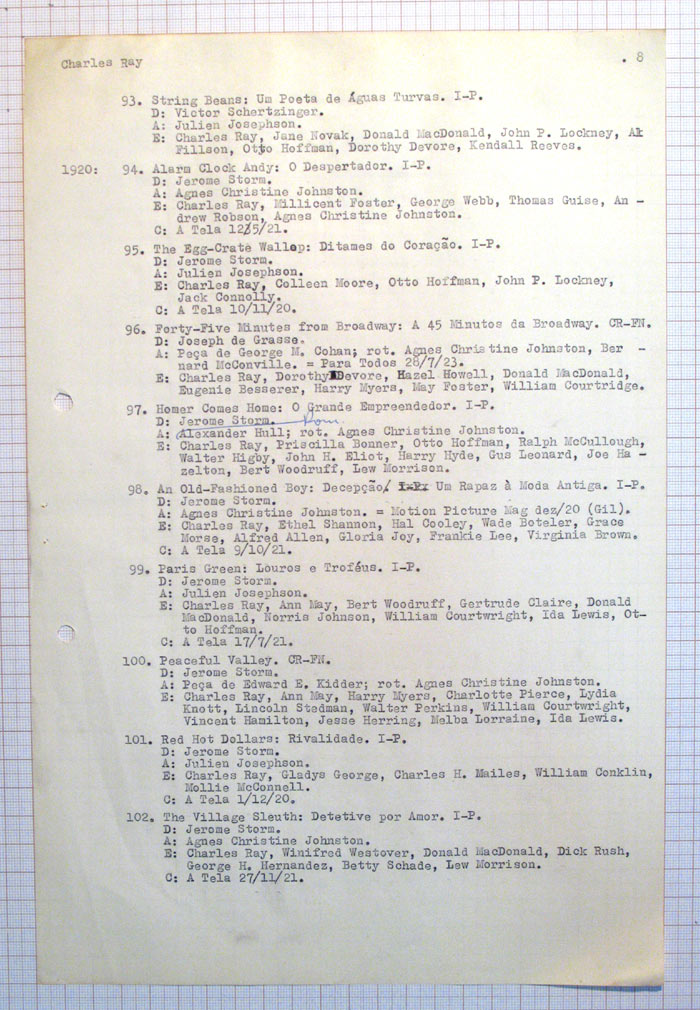 Charles Ray . 8
93. String Beans: Um Poeta de Águas Turvas. I-P.
D: Victor Schertzinger.
A: Julien Josephson.
E: Charles Ray, Jane Novak, Donald MacDonald, John P. Lockney, Al
Fillson, Otto Hoffman, Dorothy Devore, Kendall Reeves.
1920: 94. Alarm Clock Andy: O Despertador. I-P.
D: Jerome Storm.
A: Agnes Christine Johnston.
E: Charles Ray, Millicent Foster, George Webb, Thomas Guise, An -
drew Robson, Agnes Christine Johnston.
C: A Tela 12/5/21.
95. The Egg-Crate Wallop: Ditames do Coração. I-P.
D: Jerome Storm.
A: Julien Josephson.
E: Charles Ray, Colleen Moore, Otto Hoffman, John P. Lockney,
Jack Connolly.
C: A Tela 10/11/20.
96. Forty-Five Minutes from Broadway: A 45 Minutos da Broadway. CR-FN.
D: Joseph de Grasse.
A: Peça de George M. Cohan; rot. Agnes Christine Johnston, Ber -
nard McConville. = Para Todos 28/7/23.
E: Charles Ray, Dorothy Devore, Hazel Howell, Donald MacDonald,
Eugenie Besserer, Harry Myers, May Foster, William Courtridge.
97. Homer Comes Home: O Grande Empreendedor. I-P.
D: Jerome Storm.
A: Alexander Hull; rot. Agnes Christine Johnston.
E: Charles Ray, Priscilla Bonner, Otto Hoffman, Ralph McCullough,
Walter Higby, John H. Eliot, Harry Hyde, Gus Leonard, Joe Ha -
zelton, Bert Woodruff, Lew Morrison.
98. An Old-Fashioned Boy: Decepção/ I-P. Um Rapaz à Moda Antiga. I-P.
D: Jerome Storm.
A: Agnes Christine Johnston. = Motion Picture Mag dez/20 (Gil).
E: Charles Ray, Ethel Shannon, Hal Cooley, Wade Boteler, Grace
Morse, Alfred Allen, Gloria Joy, Frankie Lee, Virginia Brown.
C: A Tela 9/10/21.
99. Paris Green: Louros e Troféus. I-P.
D: Jerome Storm.
A: Julien Josephson.
E: Charles Ray, Ann May, Bert Woodruff, Gertrude Claire, Donald
MacDonald, Norris Johnson, William Courtwright, Ida Lewis, Ot-
to Hoffman.
C: A Tela 17/7/21.
100. Peaceful Valley. CR-FN.
D: Jerome Storm.
A: Peça de Edward E. Kidder; rot. Agnes Christine Johnston.
E: Charles Ray, Ann May, Harry Myers, Charlotte Pierce, Lydia
Knott, Lincoln Stedman, Walter Perkins, William Courtwright,
Vincent Hamilton, Jesse Herring, Melba Lorraine, Ida Lewis.
101. Red Hot Dollars: Rivalidade. I-P.
D: Jerome Storm.
A: Julien Josephson.
E: Charles Ray, Gladys George, Charles H. Mailes, William Conklin,
Mollie McConnell.
C: A Tela 1/12/20.
102. The Village Sleuth: Detetive por Amor. I-P.
D: Jerome Storm.
A: Agnes Christine Johnston.
E: Charles Ray, Winifred Westover, Donald MacDonald, Dick Rush,
George H. Hernandez, Betty Schade, Lew Morrison.
C: A Tela 27/11/21.